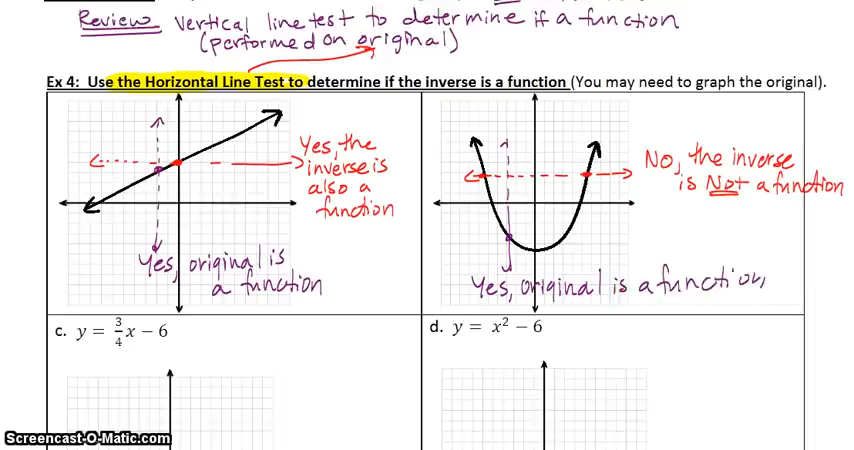 Review Vertical line test to determine if a function
(performed on original)
Ex 4: Use the Horizontal Line Test to determine if the inverse is a function (You may need to graph the original).
Yes, the
inverse is
also a
function
Yes, original is
a function
No, the inverse
is Not a function
Yes, original is a function,
c. y = 3/4 x − 6
d. y = x² − 6
Screencast-O-Matic.com